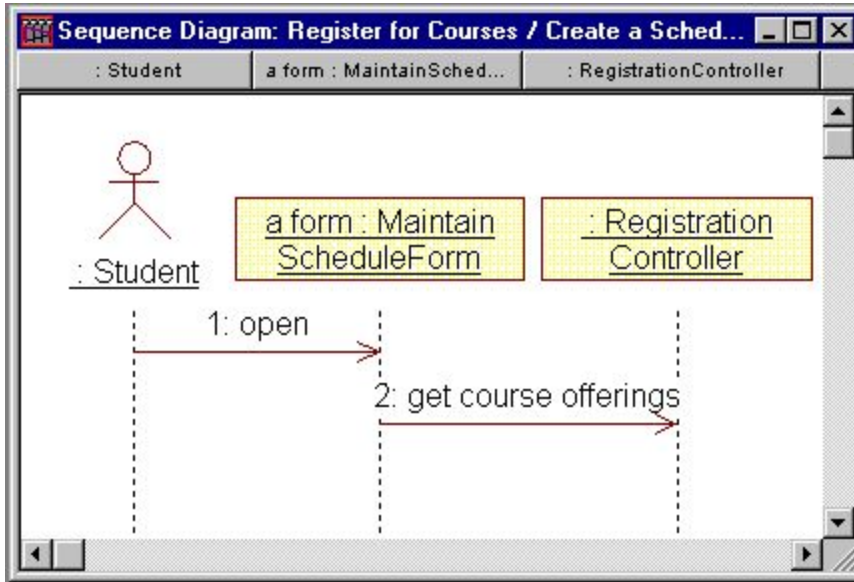 Sequence Diagram: Register for Courses / Create a Sched...
: Student
a form : MaintainSched...
: RegistrationController
: Student
a form : Maintain
ScheduleForm
: Registration
Controller
1: open
2: get course offerings